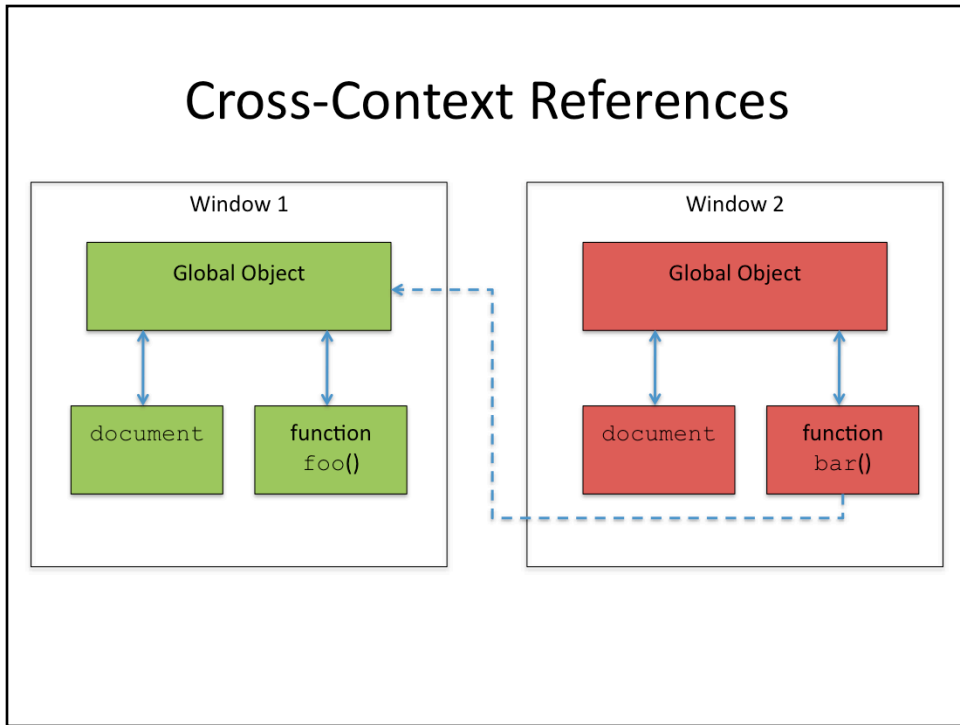 Cross-Context References
Window 1
Global Object
document
function
foo()
Window 2
Global Object
document
function
bar()